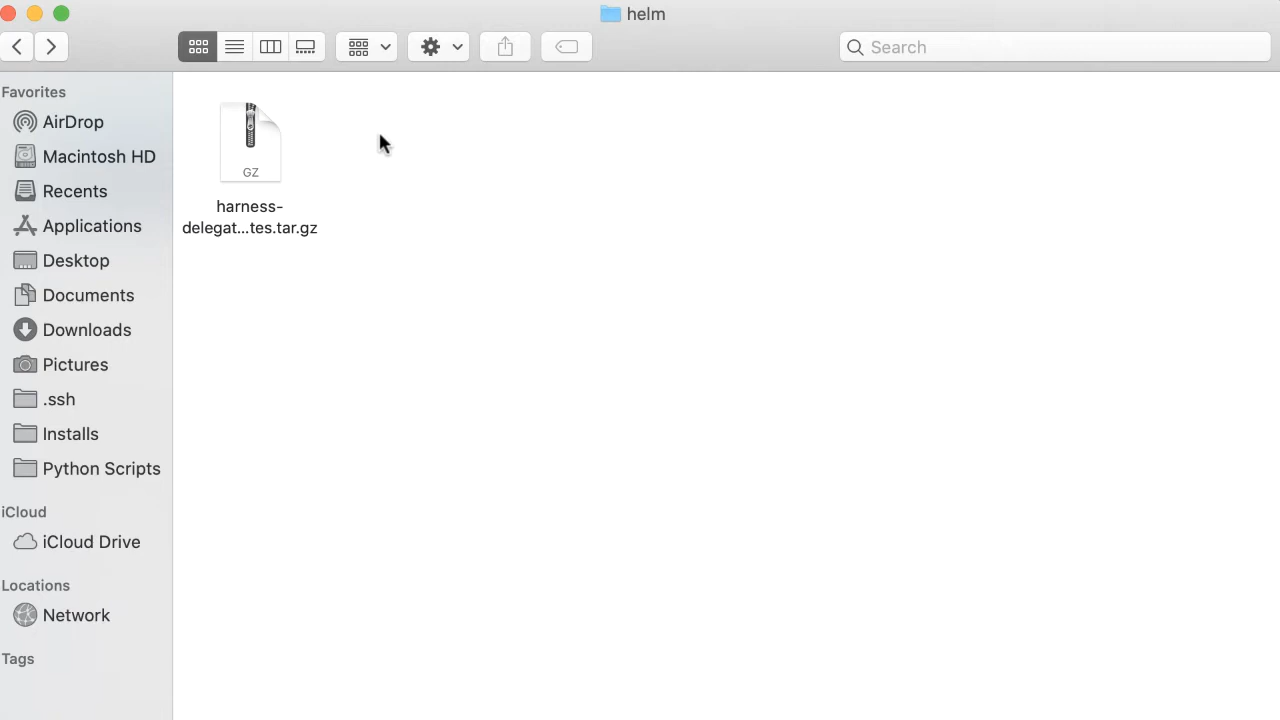 helm
Search
Favorites
AirDrop
Macintosh HD
Recents
Applications
Desktop
Documents
Downloads
Pictures
.ssh
Installs
Python Scripts
iCloud
iCloud Drive
Locations
Network
Tags
GZ
harness-
delegat...tes.tar.gz